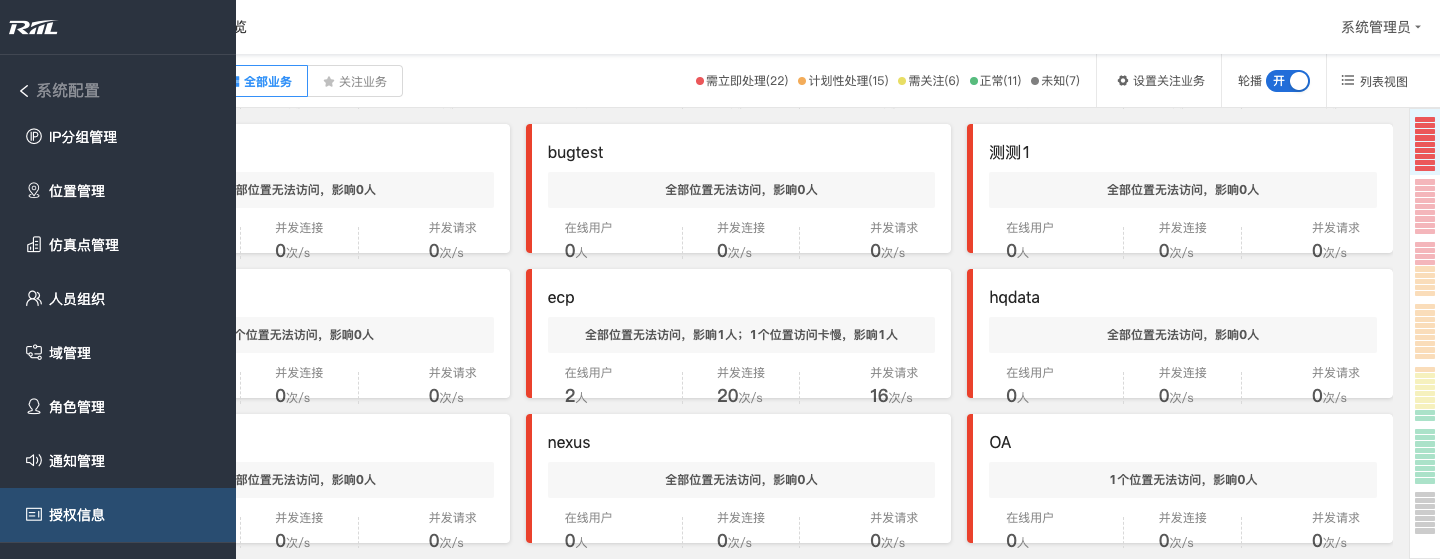 RIIL
览
系统管理员
系统配置
IP分组管理
位置管理
仿真点管理
人员组织
域管理
角色管理
通知管理
授权信息
全部业务
关注业务
需立即处理(22) 计划性处理(15) 需关注(6) 正常(11) 未知(7)
设置关注业务
轮播 开
列表视图
部位置无法访问，影响0人
并发连接 并发请求
0次/s 0次/s
bugtest
全部位置无法访问，影响0人
在线用户 并发连接 并发请求
0人 0次/s 0次/s
测测1
全部位置无法访问，影响0人
在线用户 并发连接 并发请求
0人 0次/s 0次/s
个位置无法访问，影响0人
并发连接 并发请求
0次/s 0次/s
ecp
全部位置无法访问，影响1人；1个位置访问卡慢，影响1人
在线用户 并发连接 并发请求
2人 20次/s 16次/s
hqdata
全部位置无法访问，影响0人
在线用户 并发连接 并发请求
0人 0次/s 0次/s
部位置无法访问，影响0人
并发连接 并发请求
0次/s 0次/s
nexus
全部位置无法访问，影响0人
在线用户 并发连接 并发请求
0人 0次/s 0次/s
OA
1个位置无法访问，影响0人
在线用户 并发连接 并发请求
0人 0次/s 0次/s